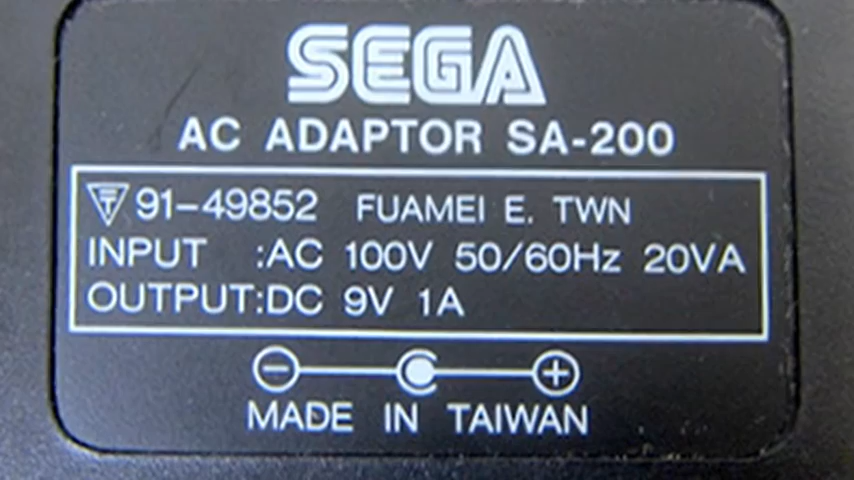 SEGA
AC ADAPTOR SA-200
91-49852 FUAMEI E. TWN
INPUT :AC 100V 50/60Hz 20VA
OUTPUT:DC 9V 1A
MADE IN TAIWAN